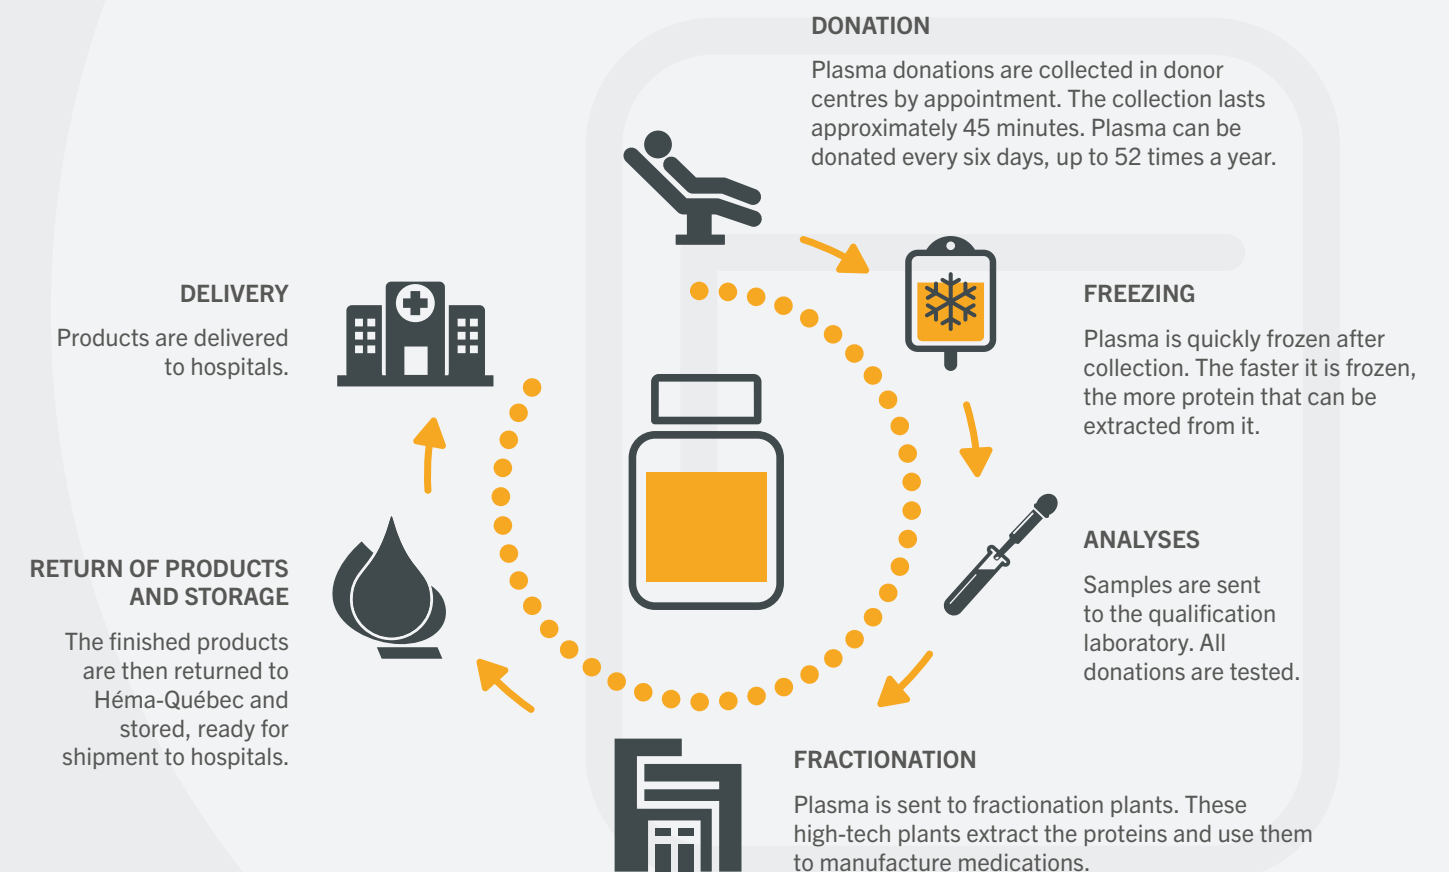 DONATION
Plasma donations are collected in donor
centres by appointment. The collection lasts
approximately 45 minutes. Plasma can be
donated every six days, up to 52 times a year.
FREEZING
Plasma is quickly frozen after
collection. The faster it is frozen,
the more protein that can be
extracted from it.
ANALYSES
Samples are sent
to the qualification
laboratory. All
donations are tested.
FRACTIONATION
Plasma is sent to fractionation plants. These
high-tech plants extract the proteins and use them
to manufacture medications.
RETURN OF PRODUCTS
AND STORAGE
The finished products
are then returned to
Héma-Québec and
stored, ready for
shipment to hospitals.
DELIVERY
Products are delivered
to hospitals.